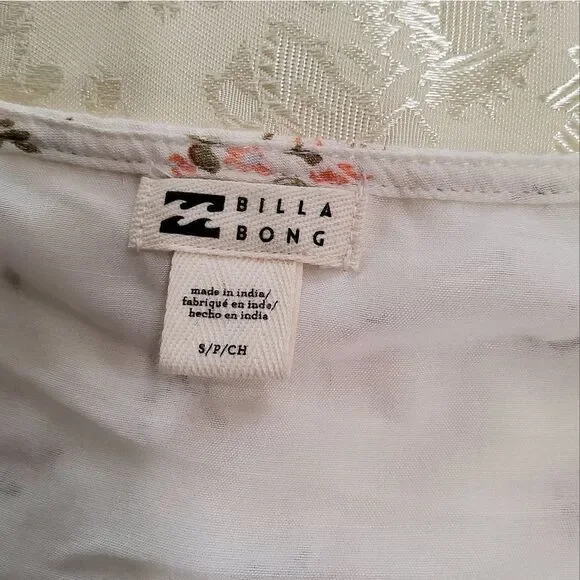 BILLA
BONG
made in india/
fabriqué en inde/
hecho en india
S/P/CH